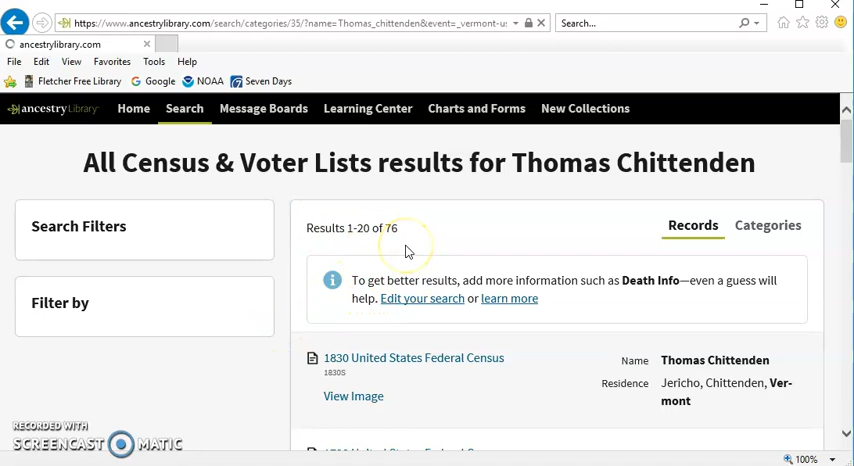 https://www.ancestrylibrary.com/search/categories/35/?name=Thomas_chittenden&event=_vermont-u
Search...
ancestrylibrary.com
File Edit View Favorites Tools Help
Fletcher Free Library Google NOAA Seven Days
ancestryLibrary Home Search Message Boards Learning Center Charts and Forms New Collections
All Census & Voter Lists results for Thomas Chittenden
Search Filters
Filter by
Results 1-20 of 76
Records Categories
To get better results, add more information such as Death Info—even a guess will
help. Edit your search or learn more
1830 United States Federal Census
1830S
View Image
Name Thomas Chittenden
Residence Jericho, Chittenden, Ver-
mont
RECORDED WITH
SCREENCAST MATIC
100%